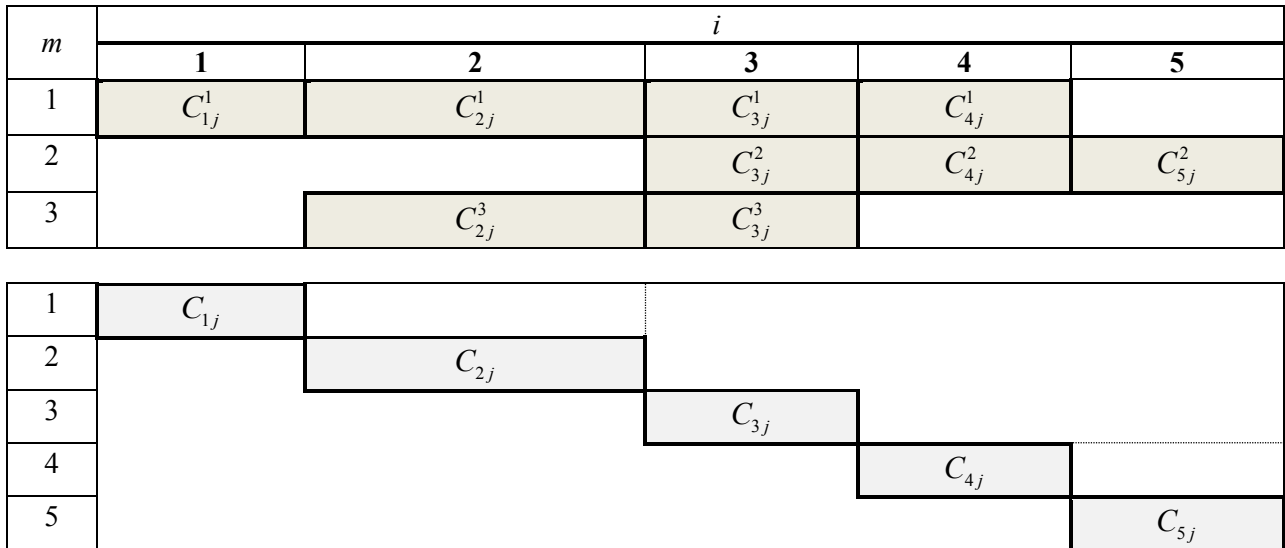 m i
1 2 3 4 5
1 C^1_{1j} C^1_{2j} C^1_{3j} C^1_{4j}
2 C^2_{3j} C^2_{4j} C^2_{5j}
3 C^3_{2j} C^3_{3j}
1 C_{1j}
2 C_{2j}
3 C_{3j}
4 C_{4j}
5 C_{5j}